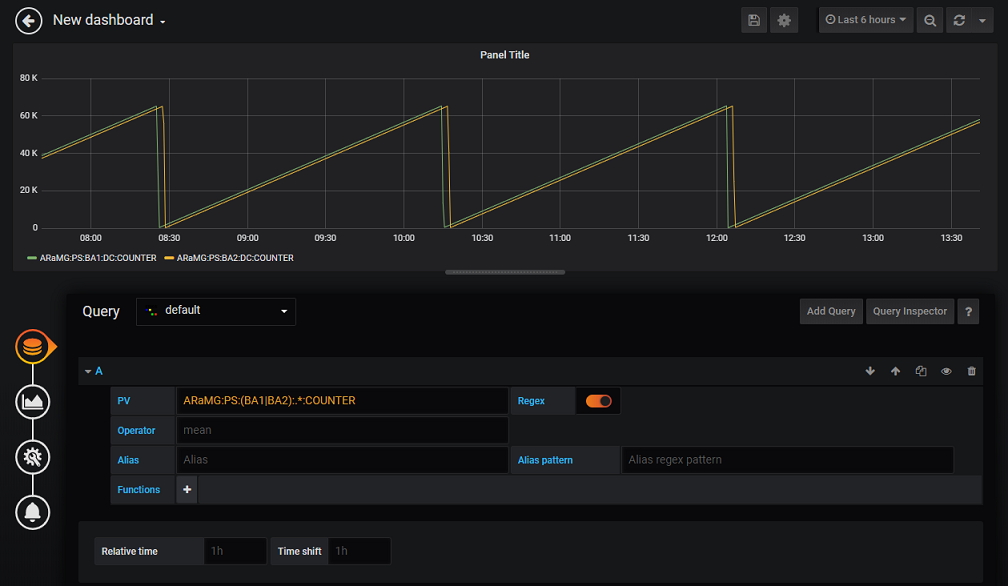 New dashboard
Last 6 hours
Panel Title
80 K
60 K
40 K
20 K
0
08:00 08:30 09:00 09:30 10:00 10:30 11:00 11:30 12:00 12:30 13:00 13:30
ARaMG:PS:BA1:DC:COUNTER ARaMG:PS:BA2:DC:COUNTER
Query default Add Query Query Inspector ?
A
PV ARaMG:PS:(BA1|BA2):.*:COUNTER Regex
Operator mean
Alias Alias Alias pattern Alias regex pattern
Functions +
Relative time 1h Time shift 1h